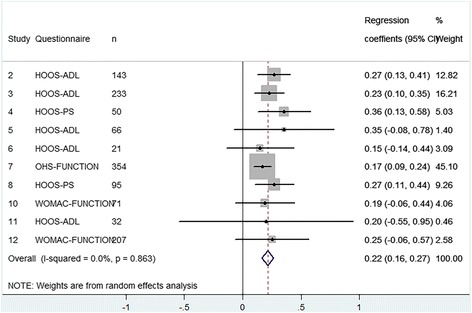 Regression %
Study Questionnaire n coeffients (95% CI) Weight
2 HOOS-ADL 143 0.27 (0.13, 0.41) 12.82
3 HOOS-ADL 233 0.23 (0.10, 0.35) 16.21
4 HOOS-PS 50 0.36 (0.13, 0.58) 5.03
5 HOOS-ADL 66 0.35 (-0.08, 0.78) 1.40
6 HOOS-ADL 21 0.15 (-0.14, 0.44) 3.09
7 OHS-FUNCTION 354 0.17 (0.09, 0.24) 45.10
8 HOOS-PS 95 0.27 (0.11, 0.44) 9.26
10 WOMAC-FUNCTION 71 0.19 (-0.06, 0.44) 4.06
11 HOOS-ADL 32 0.20 (-0.55, 0.95) 0.46
12 WOMAC-FUNCTION 207 0.25 (-0.06, 0.57) 2.58
Overall (I-squared = 0.0%, p = 0.863) 0.22 (0.16, 0.27) 100.00
NOTE: Weights are from random effects analysis
-1 0 .5 1